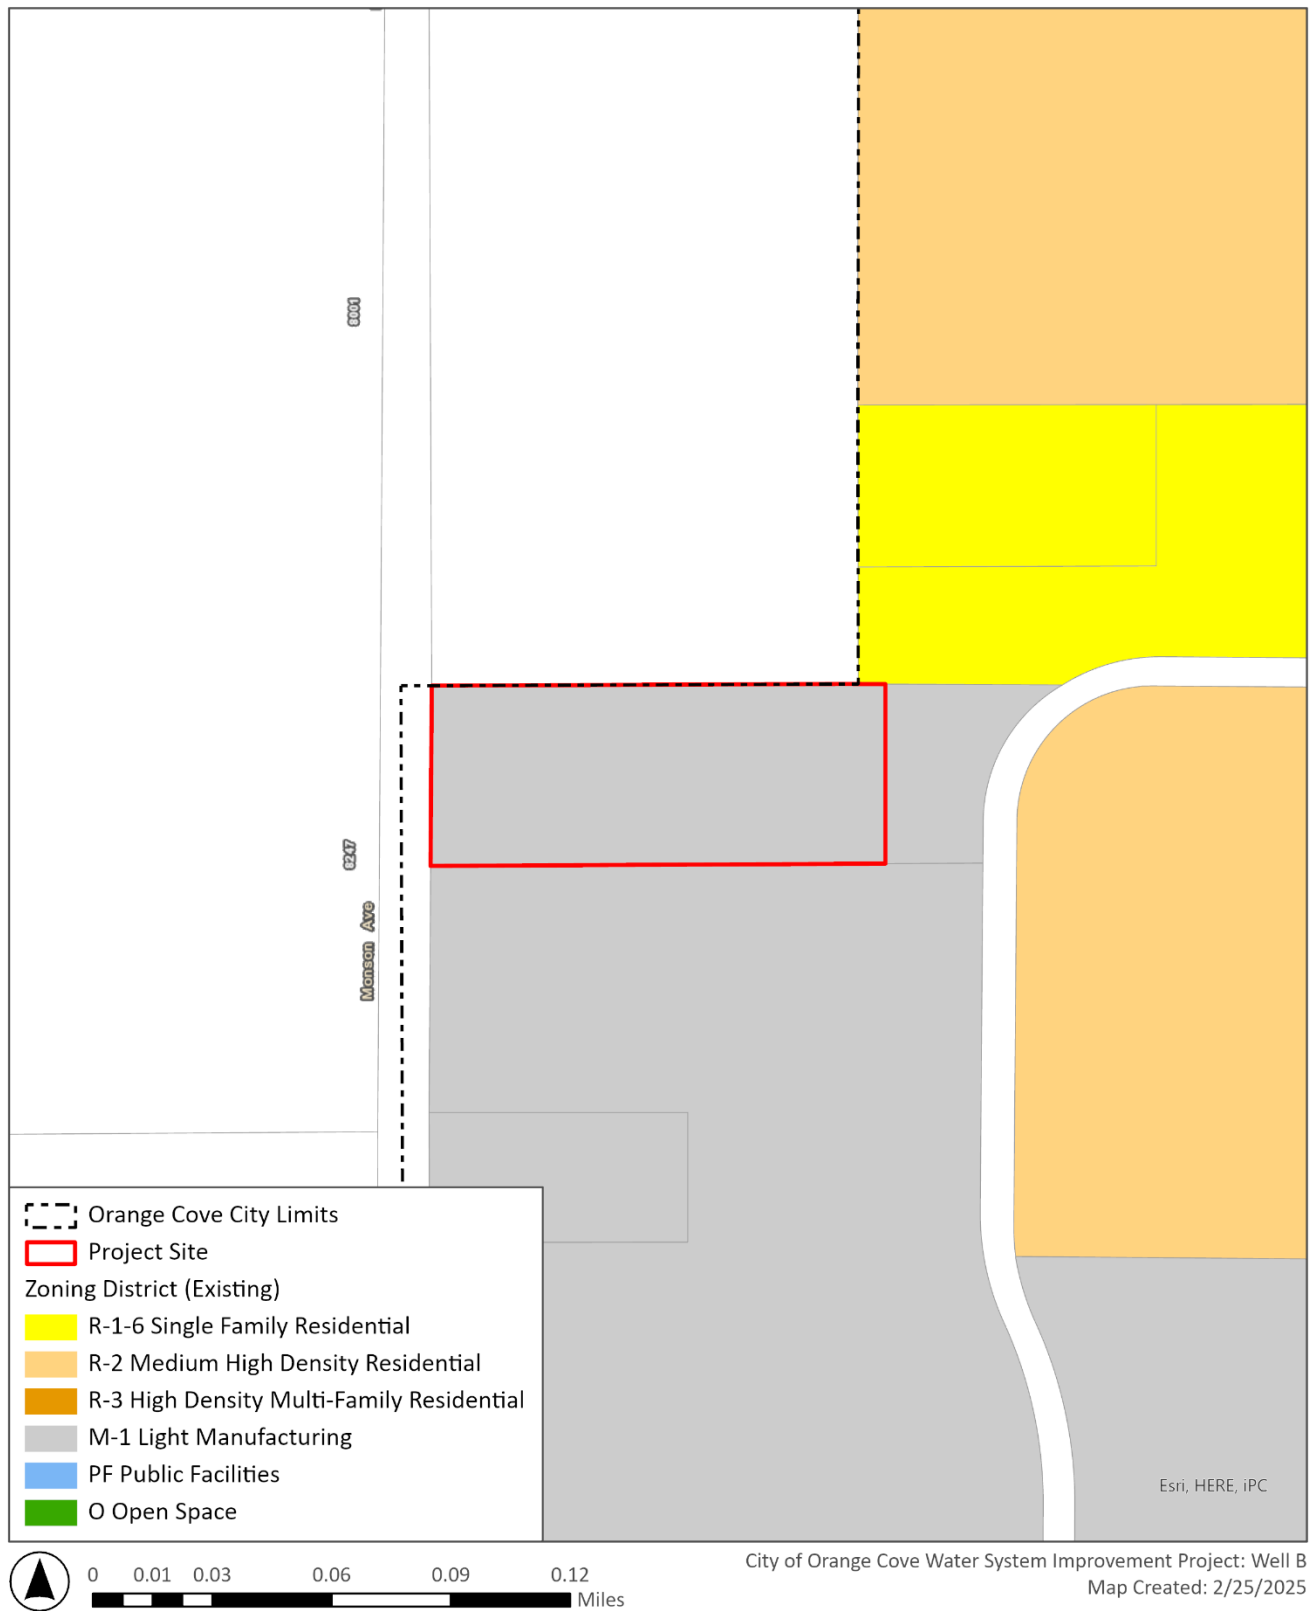 8001
8247
Monson Ave
Orange Cove City Limits
Project Site
Zoning District (Existing)
R-1-6 Single Family Residential
R-2 Medium High Density Residential
R-3 High Density Multi-Family Residential
M-1 Light Manufacturing
PF Public Facilities
O Open Space
Esri, HERE, iPC
0 0.01 0.03 0.06 0.09 0.12
Miles
City of Orange Cove Water System Improvement Project: Well B
Map Created: 2/25/2025